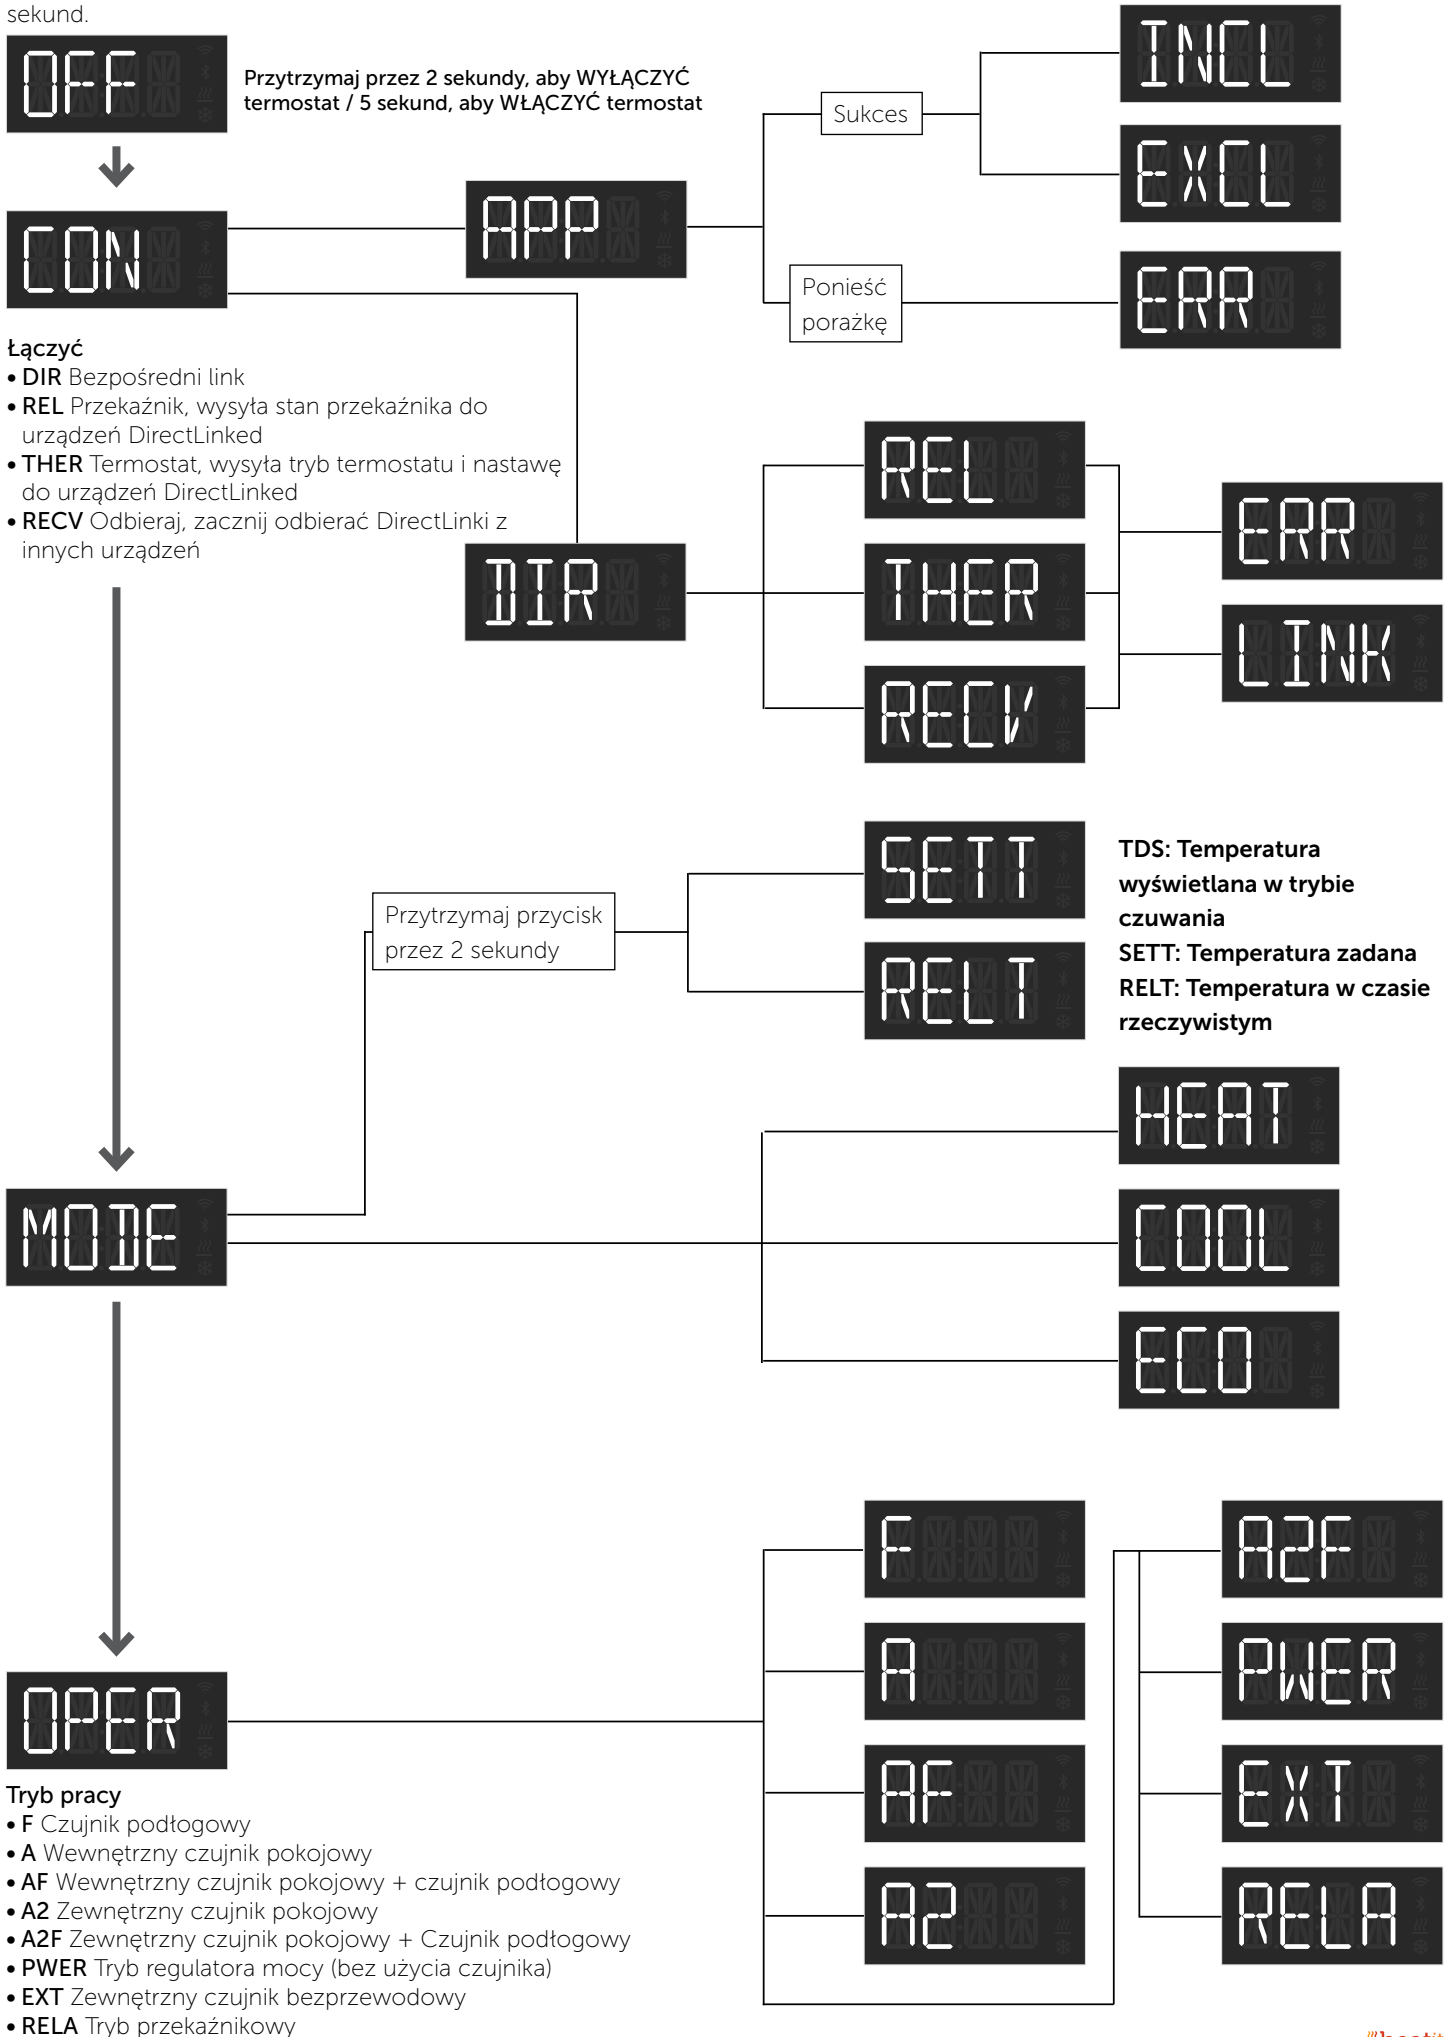 sekund.
OFF
Przytrzymaj przez 2 sekundy, aby WYŁĄCZYĆ
termostat / 5 sekund, aby WŁĄCZYĆ termostat
CON
APP
Sukces
INCL
EXCL
Ponieść
porażkę
ERR
Łączyć
• DIR Bezpośredni link
• REL Przekaźnik, wysyła stan przekaźnika do
urządzeń DirectLinked
• THER Termostat, wysyła tryb termostatu i nastawę
do urządzeń DirectLinked
• RECV Odbieraj, zacznij odbierać DirectLinki z
innych urządzeń
DIR
REL
THER
RECV
ERR
LINK
Przytrzymaj przycisk
przez 2 sekundy
SETT
RELT
TDS: Temperatura
wyświetlana w trybie
czuwania
SETT: Temperatura zadana
RELT: Temperatura w czasie
rzeczywistym
MODE
HEAT
COOL
ECO
OPER
F
A
AF
A2
A2F
PWER
EXT
RELA
Tryb pracy
• F Czujnik podłogowy
• A Wewnętrzny czujnik pokojowy
• AF Wewnętrzny czujnik pokojowy + czujnik podłogowy
• A2 Zewnętrzny czujnik pokojowy
• A2F Zewnętrzny czujnik pokojowy + Czujnik podłogowy
• PWER Tryb regulatora mocy (bez użycia czujnika)
• EXT Zewnętrzny czujnik bezprzewodowy
• RELA Tryb przekaźnikowy